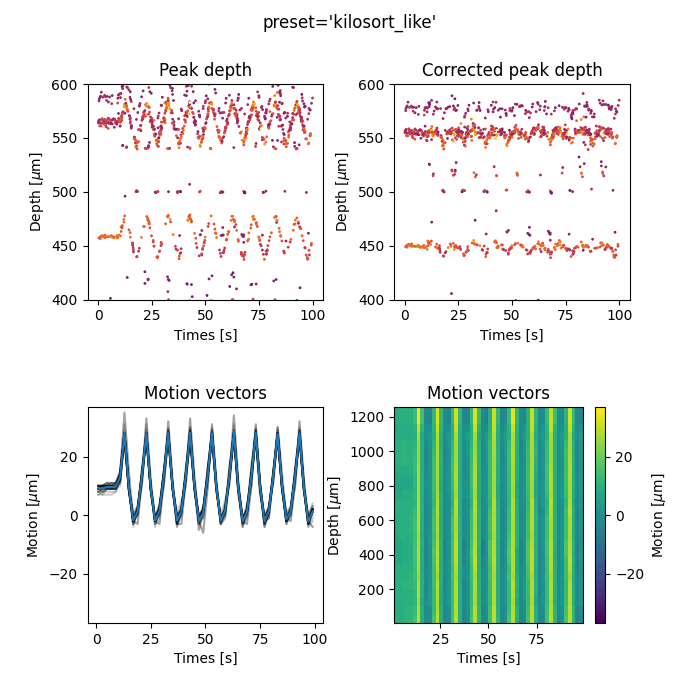 preset='kilosort_like'
Peak depth
Corrected peak depth
600
550
500
450
400
Depth [μm]
0
25
50
75
100
Times [s]
600
550
500
450
400
Depth [μm]
0
25
50
75
100
Times [s]
Motion vectors
Motion vectors
20
0
−20
Motion [μm]
0
25
50
75
100
Times [s]
1200
1000
800
600
400
200
Depth [μm]
25
50
75
Times [s]
20
0
−20
Motion [μm]